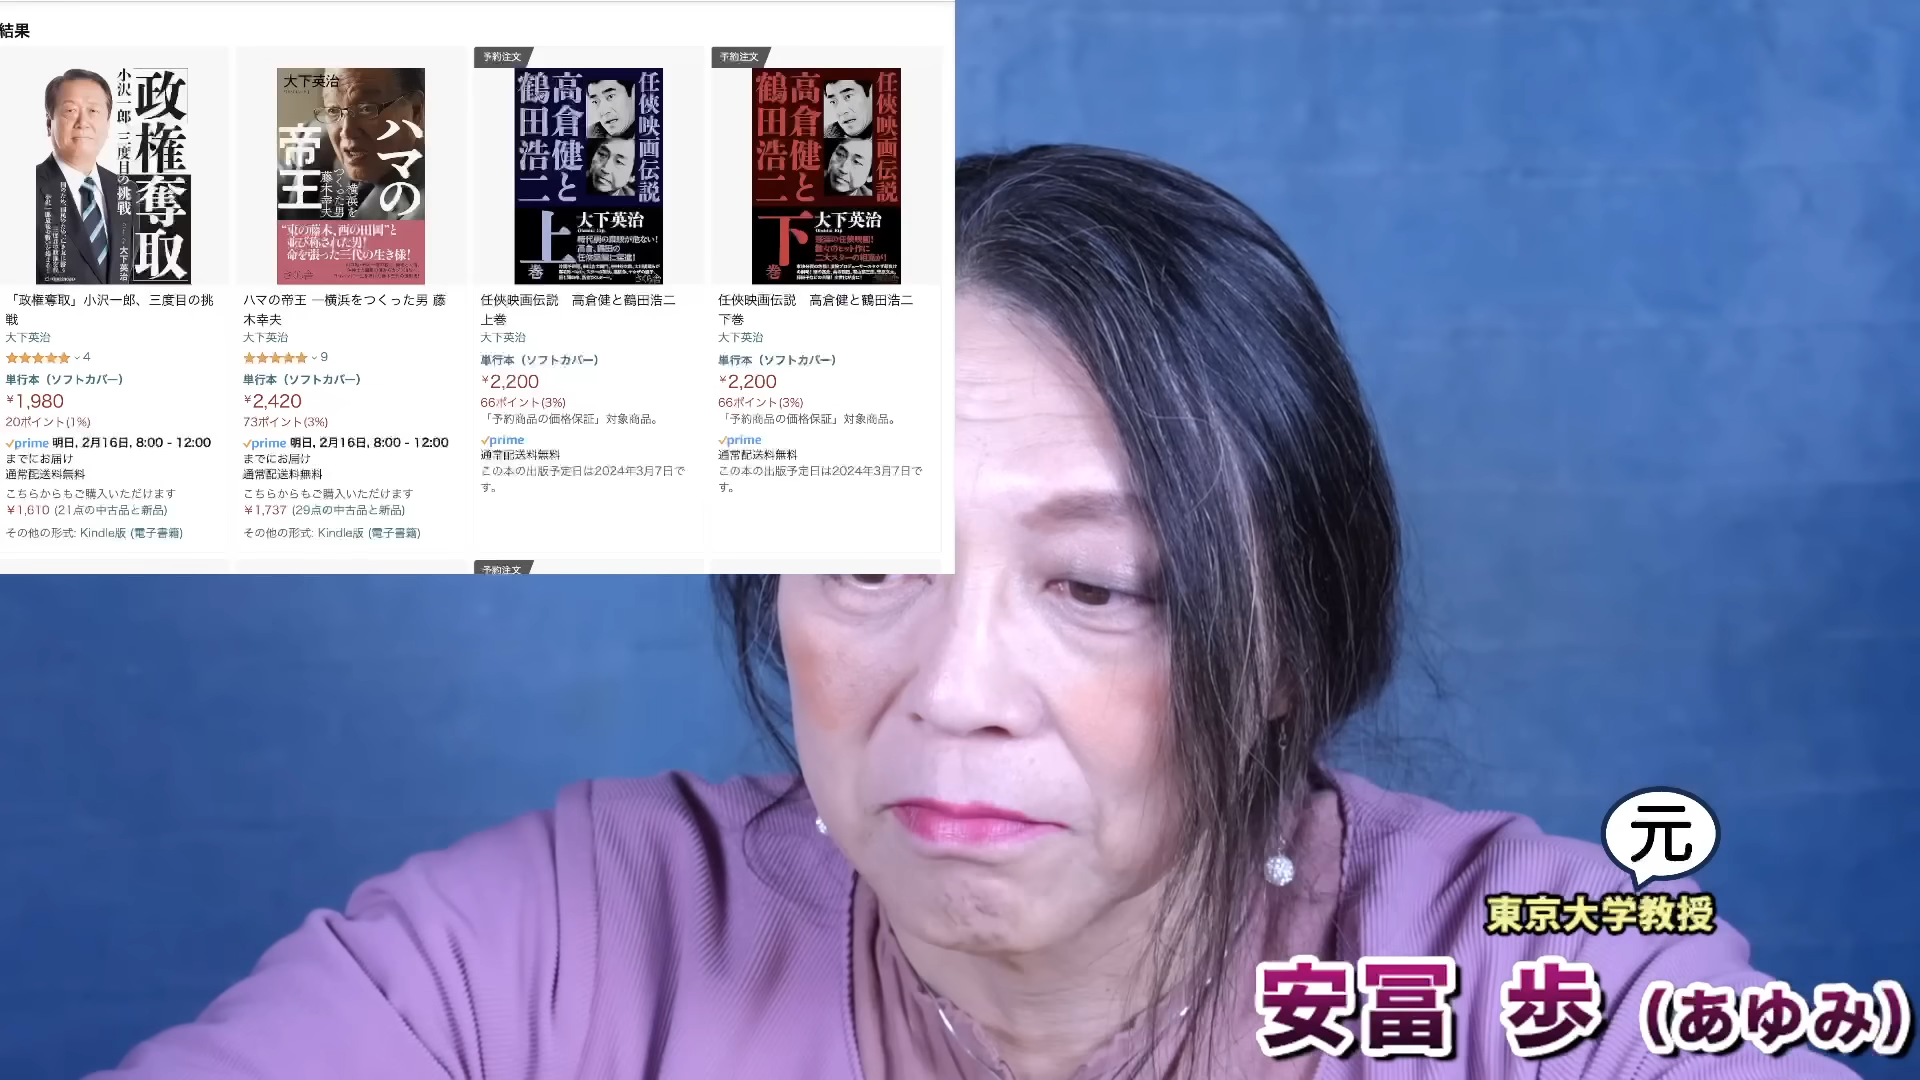 結果
政権奪取
小沢一郎 三度目の挑戦
大下英治
「政権奪取」小沢一郎、三度目の挑
戦
大下英治
4
単行本（ソフトカバー）
¥1,980
20ポイント(1%)
prime 明日, 2月16日, 8:00 - 12:00
までにお届け
通常配送料無料
こちらからもご購入いただけます
¥1,610 (21点の中古品と新品)
その他の形式: Kindle版 (電子書籍)
大下英治
ハマの
帝王
横浜を
つくった男
藤木幸夫
“東の藤木、西の田岡”と
並び称された男!
命を張った三代の生き様!
さくら舎
ハマの帝王 ―横浜をつくった男 藤
木幸夫
大下英治
9
単行本（ソフトカバー）
¥2,420
73ポイント(3%)
prime 明日, 2月16日, 8:00 - 12:00
までにお届け
通常配送料無料
こちらからもご購入いただけます
¥1,737 (29点の中古品と新品)
その他の形式: Kindle版 (電子書籍)
予約注文
任俠映画伝説
高倉健と
鶴田浩二
上
巻
大下英治
任俠映画伝説　高倉健と鶴田浩二
上巻
大下英治
単行本（ソフトカバー）
¥2,200
66ポイント(3%)
「予約商品の価格保証」対象商品。
prime
通常配送料無料
この本の出版予定日は2024年3月7日で
す。
予約注文
任俠映画伝説
高倉健と
鶴田浩二
下
巻
大下英治
任俠映画伝説　高倉健と鶴田浩二
下巻
大下英治
単行本（ソフトカバー）
¥2,200
66ポイント(3%)
「予約商品の価格保証」対象商品。
prime
通常配送料無料
この本の出版予定日は2024年3月7日で
す。
予約注文
元
東京大学教授
安冨 歩（あゆみ）